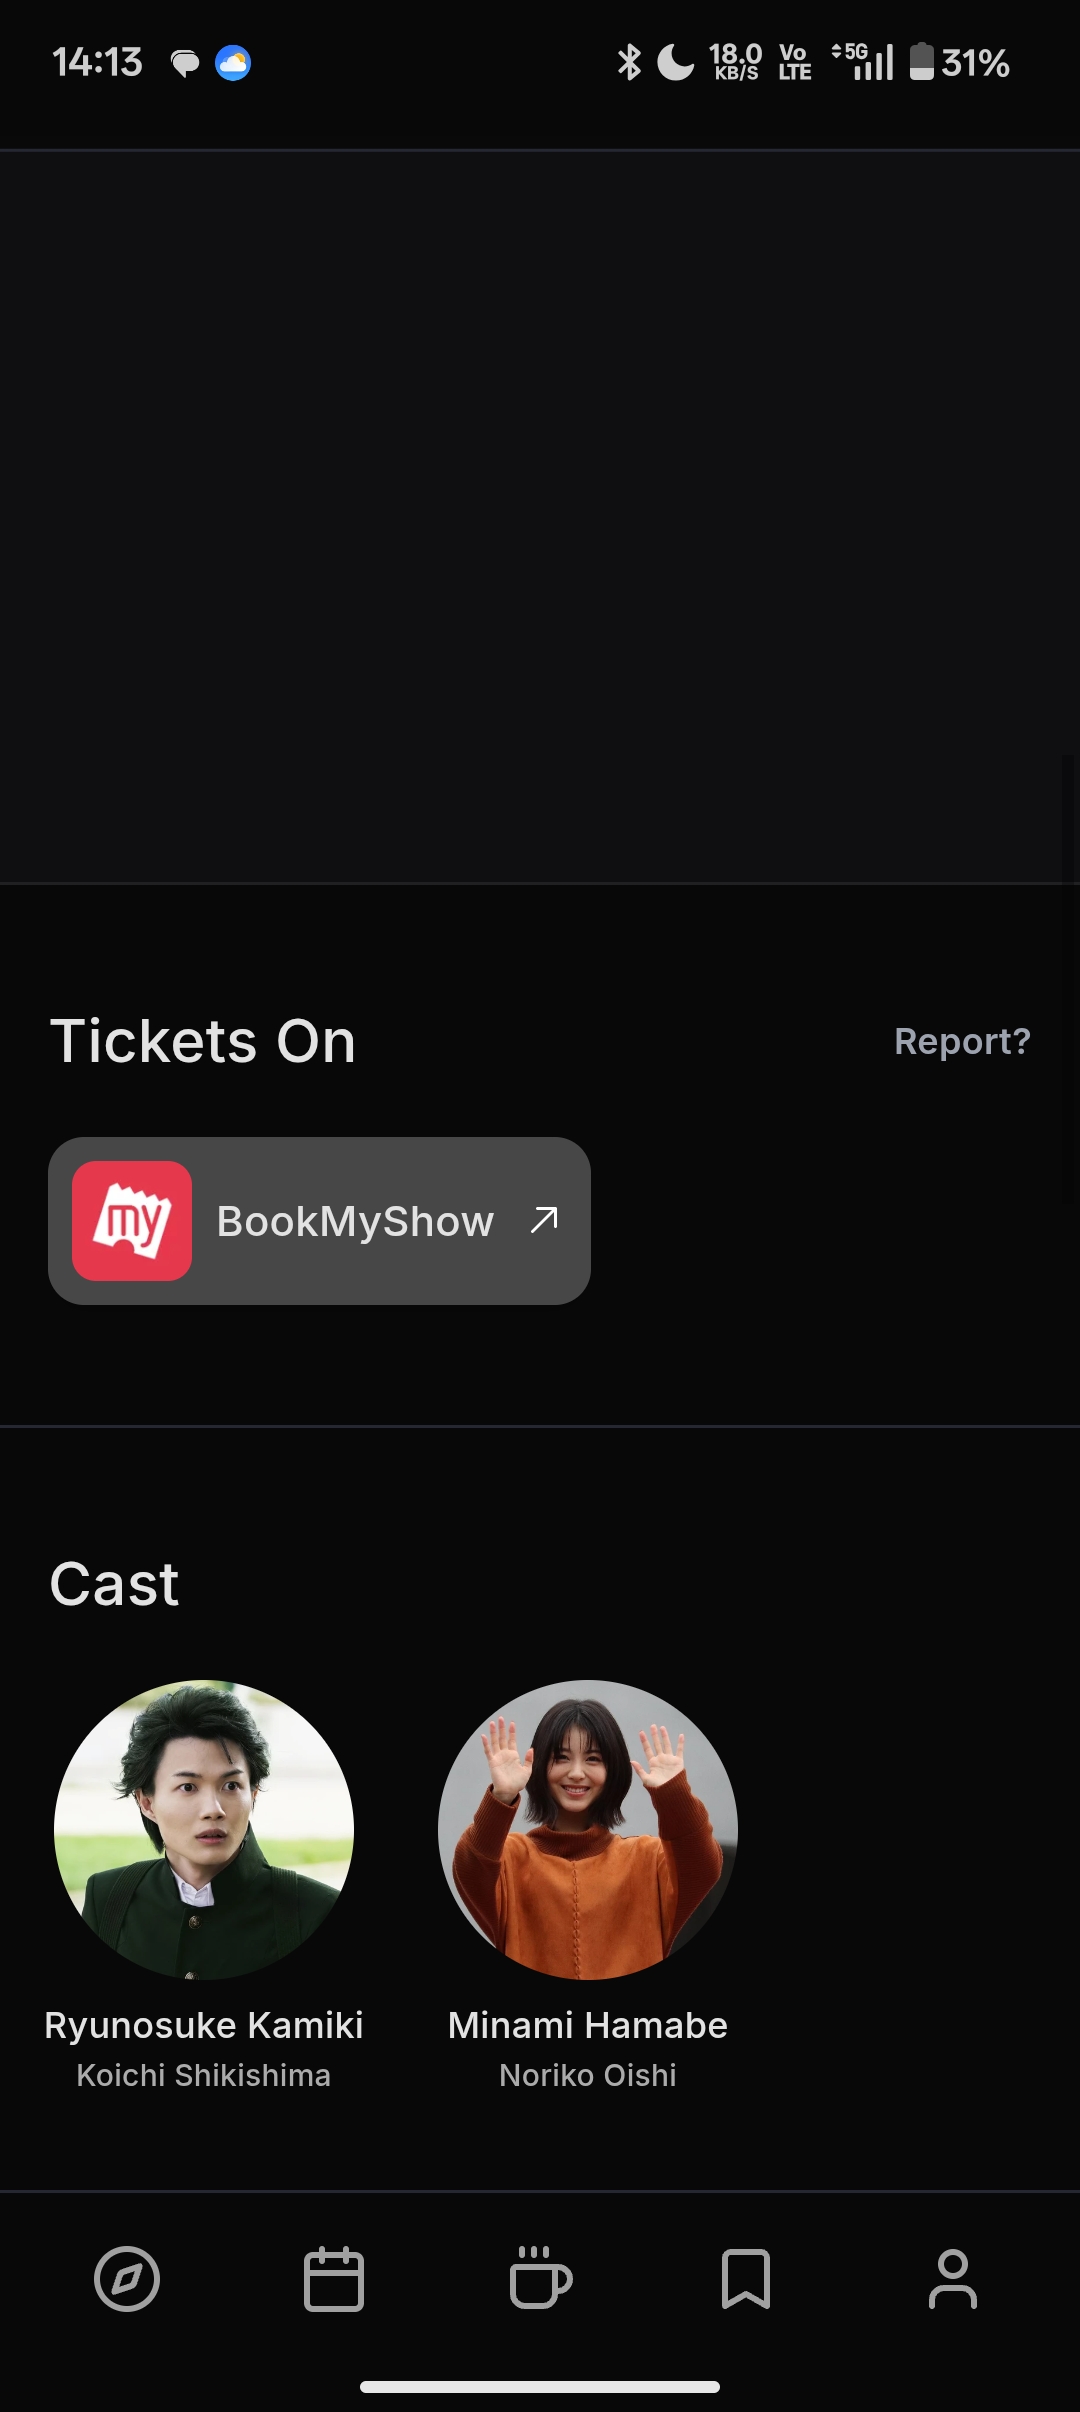 14:13
18.0
KB/S
Vo
LTE
5G
31%
Tickets On
Report?
my
BookMyShow
Cast
Ryunosuke Kamiki
Minami Hamabe
Koichi Shikishima
Noriko Oishi